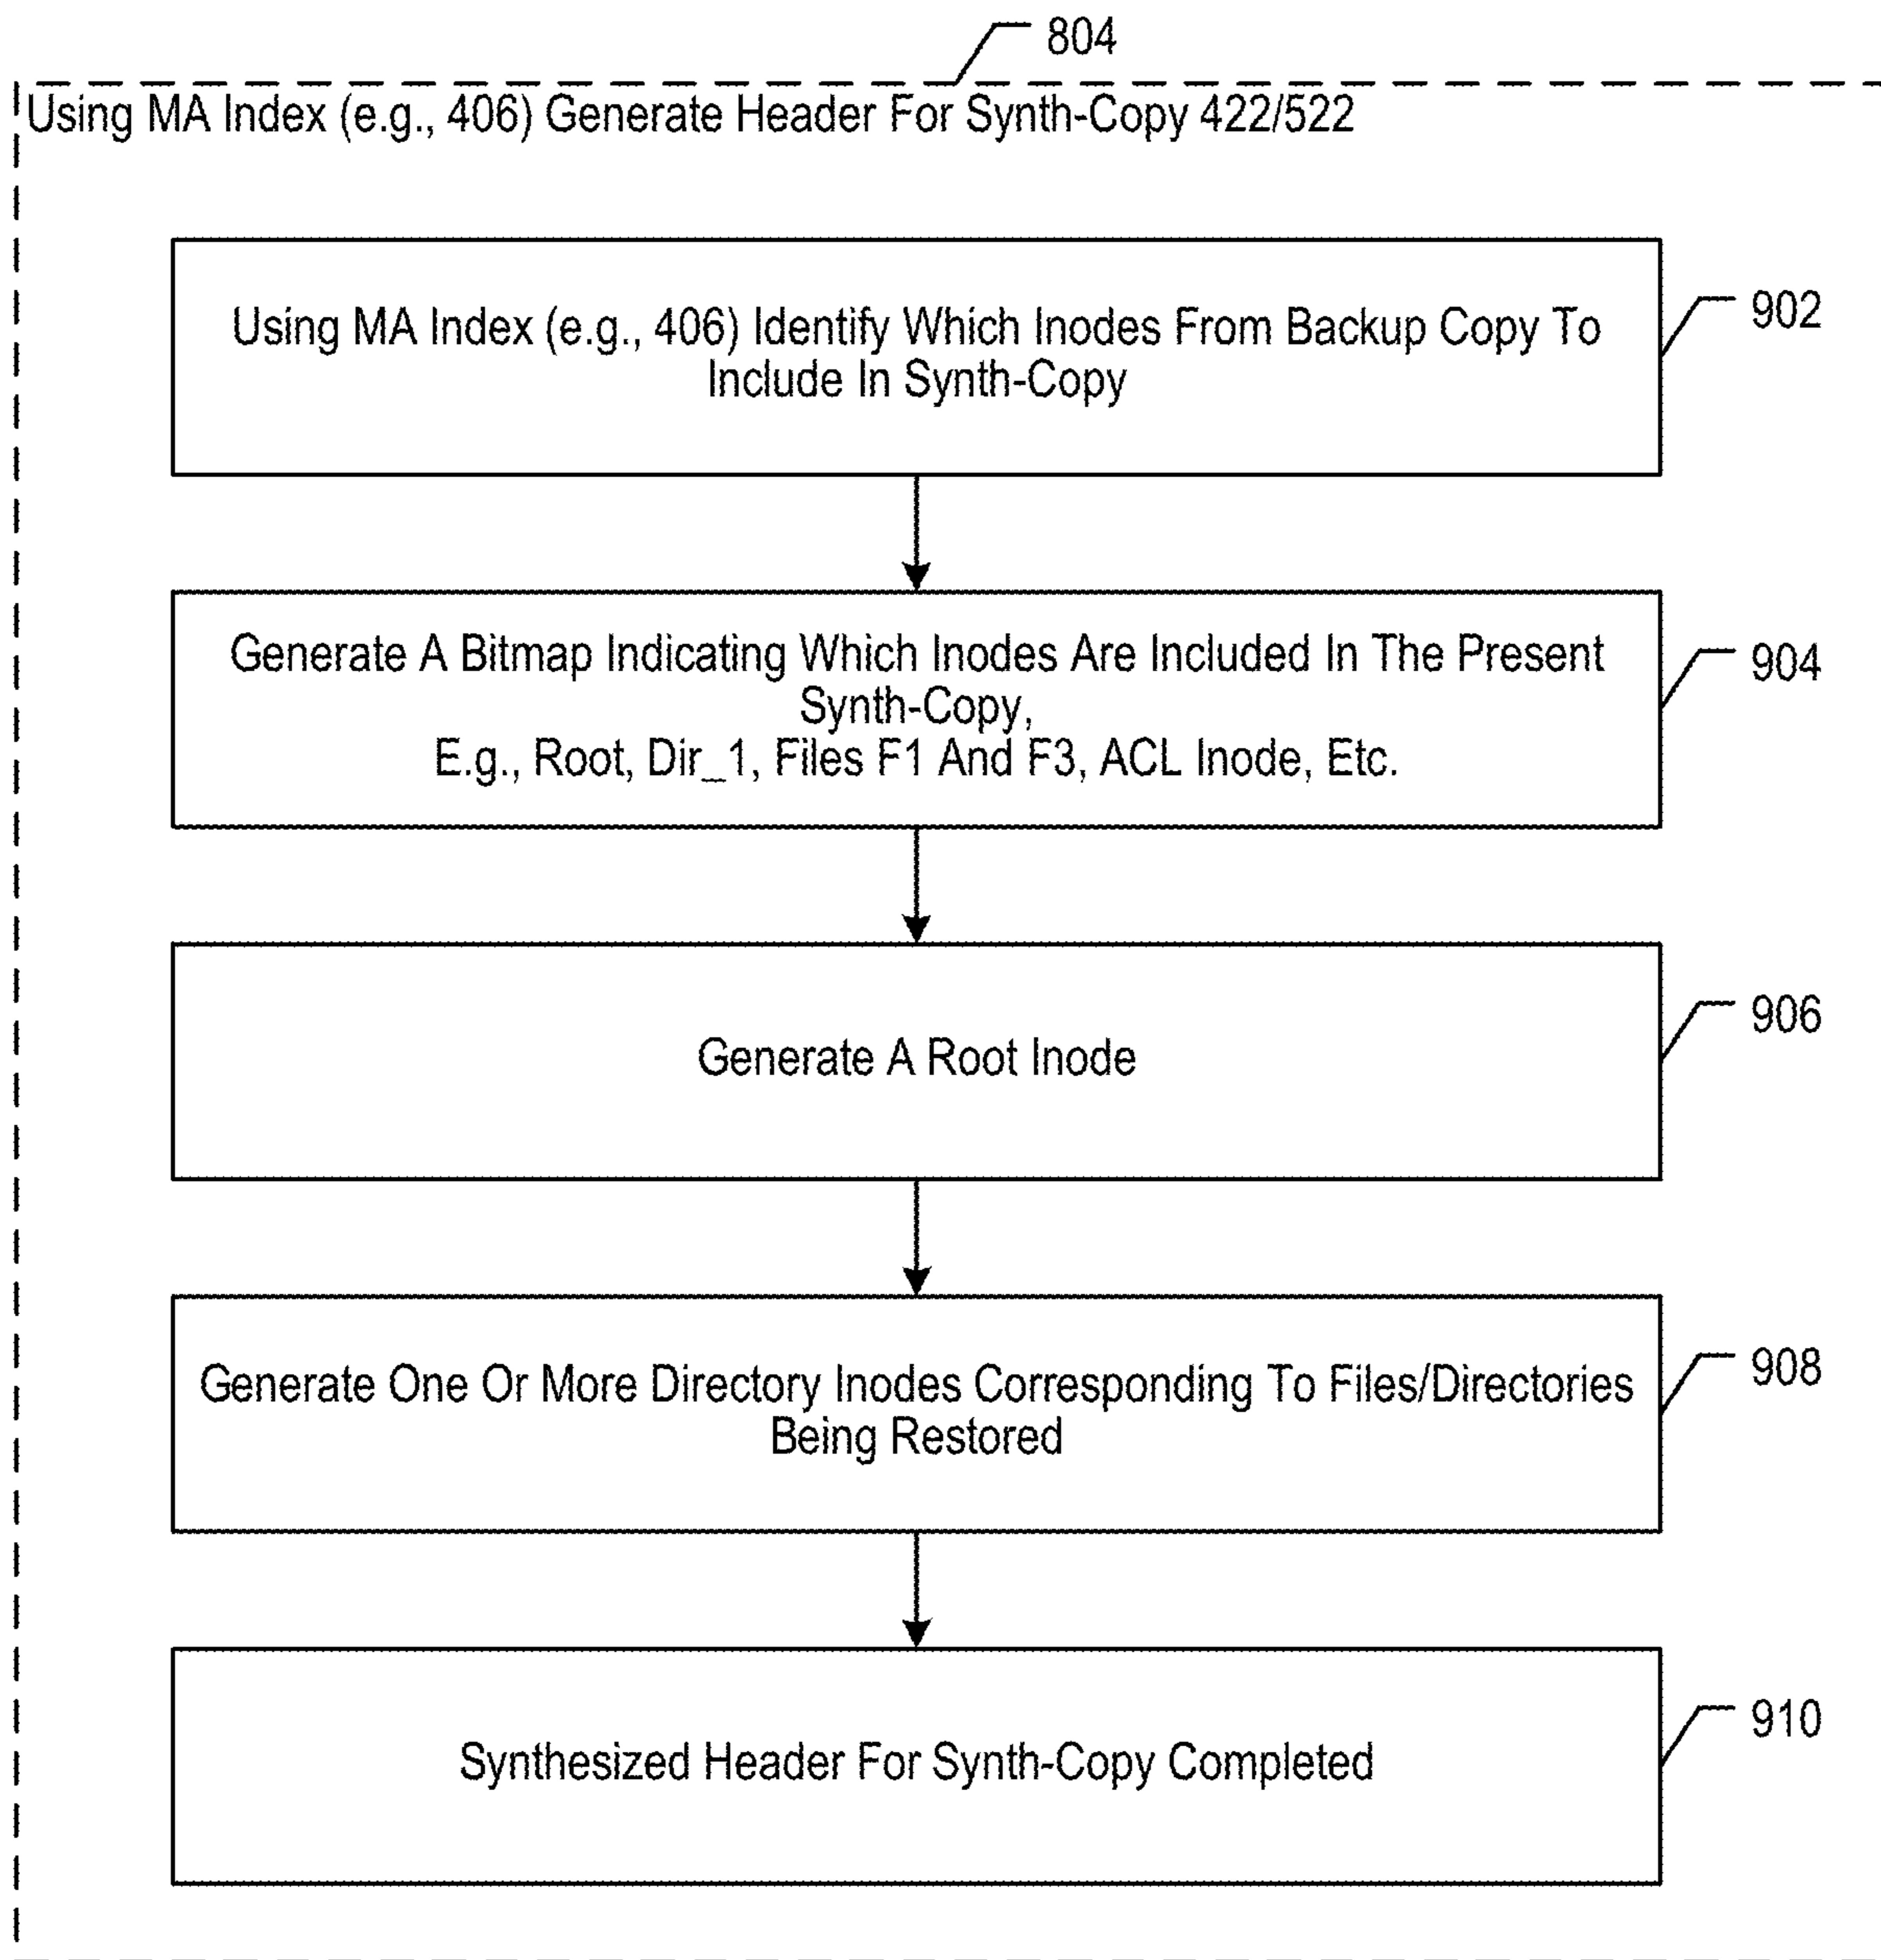 804
Using MA Index (e.g., 406) Generate Header For Synth-Copy 422/522
Using MA Index (e.g., 406) Identify Which Inodes From Backup Copy To
Include In Synth-Copy
902
Generate A Bitmap Indicating Which Inodes Are Included In The Present
Synth-Copy,
E.g., Root, Dir_1, Files F1 And F3, ACL Inode, Etc.
904
Generate A Root Inode
906
Generate One Or More Directory Inodes Corresponding To Files/Directories
Being Restored
908
Synthesized Header For Synth-Copy Completed
910